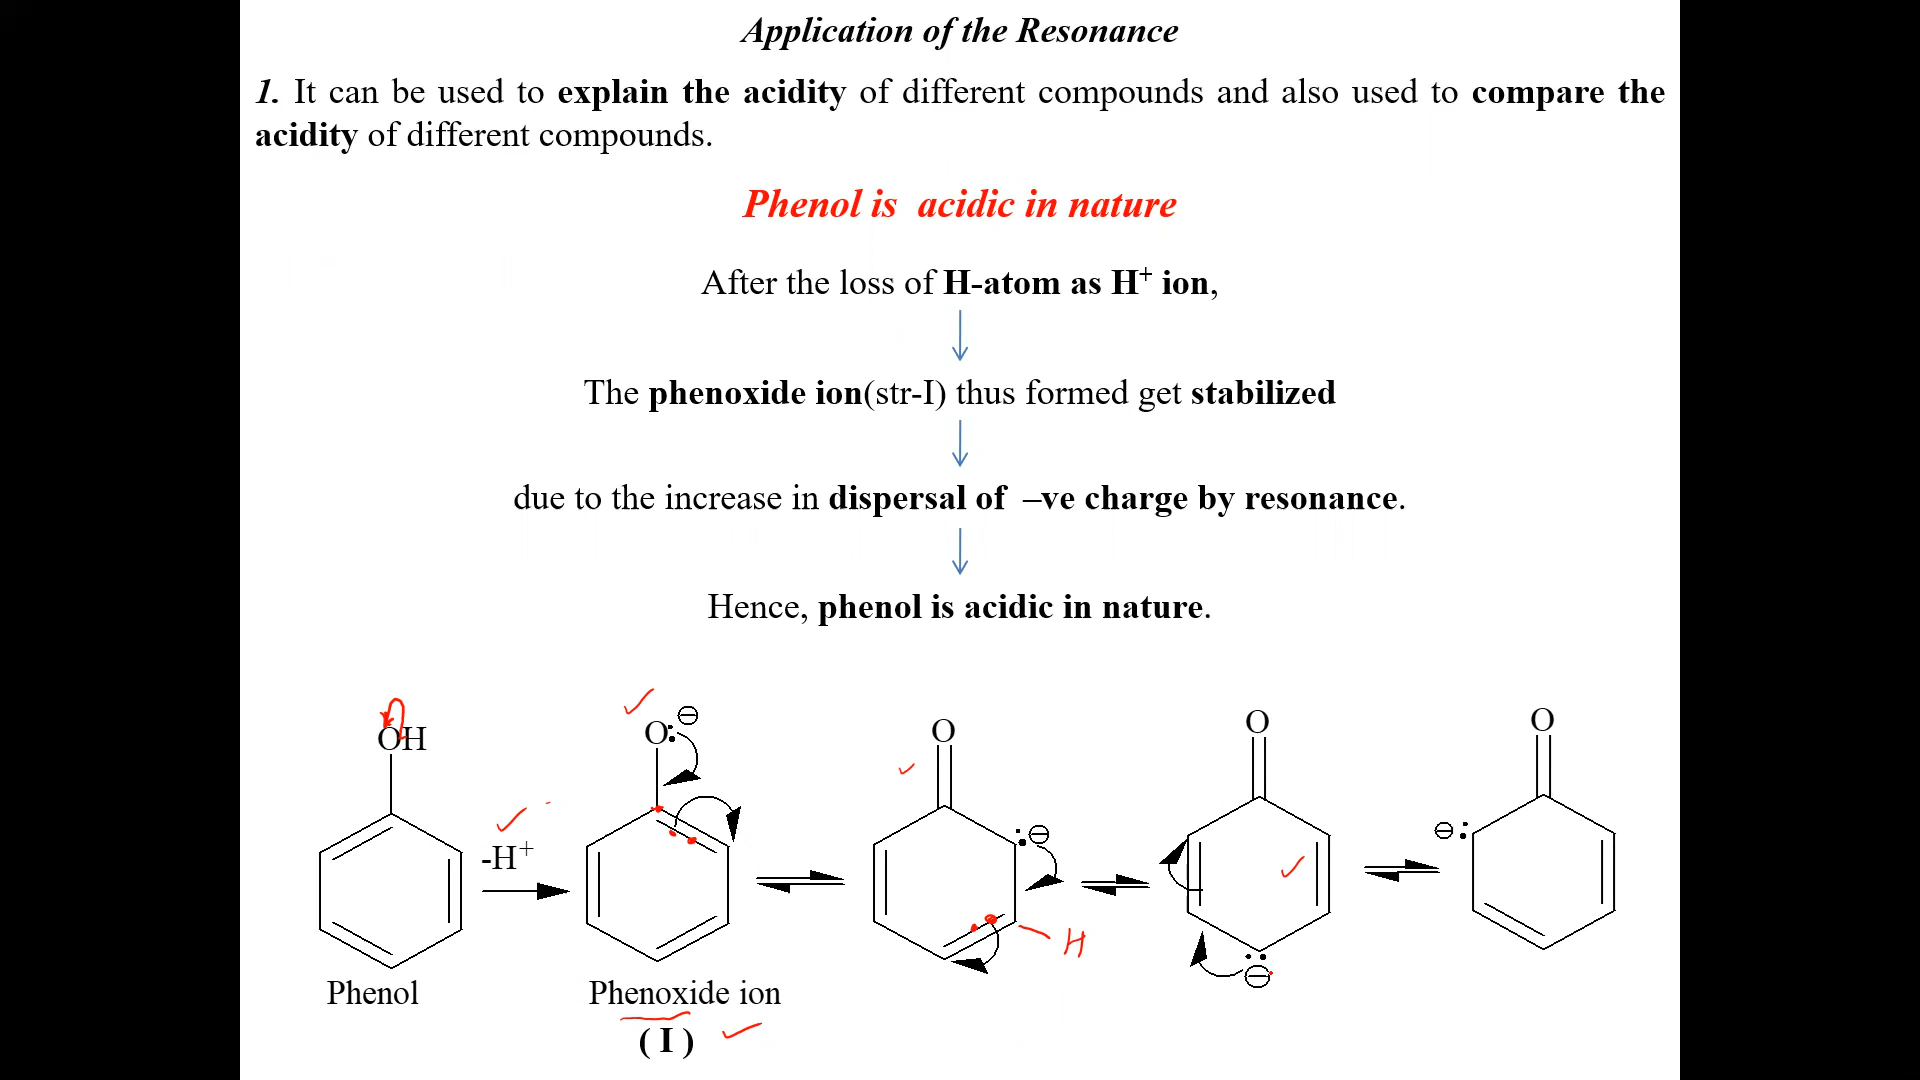 Application of the Resonance
1. It can be used to explain the acidity of different compounds and also used to compare the
acidity of different compounds.
Phenol is acidic in nature
After the loss of H-atom as H⁺ ion,
The phenoxide ion(str-I) thus formed get stabilized
due to the increase in dispersal of –ve charge by resonance.
Hence, phenol is acidic in nature.
OH
O:⊖
O
O
O
-H⁺
:⊖
⊖:
H
:⊖
Phenol
Phenoxide ion
( I )